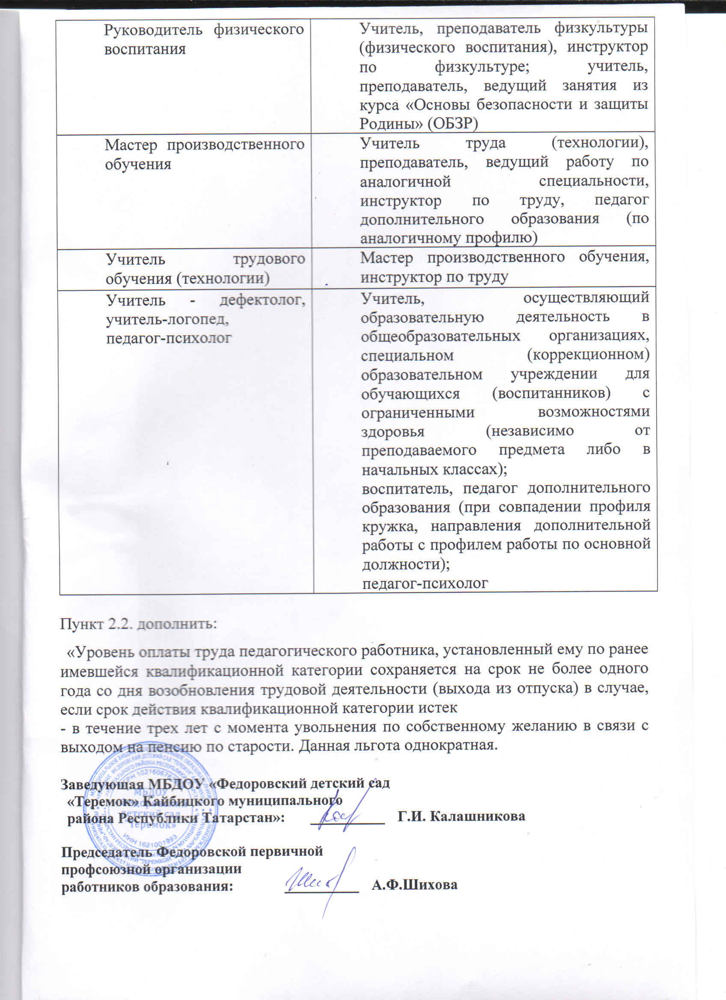 Руководитель физического
воспитания
Учитель, преподаватель физкультуры
(физического воспитания), инструктор
по физкультуре; учитель,
преподаватель, ведущий занятия из
курса «Основы безопасности и защиты
Родины» (ОБЗР)
Мастер производственного
обучения
Учитель труда (технологии),
преподаватель, ведущий работу по
аналогичной специальности,
инструктор по труду, педагог
дополнительного образования (по
аналогичному профилю)
Учитель трудового
обучения (технологии)
Мастер производственного обучения,
инструктор по труду
Учитель - дефектолог,
учитель-логопед,
педагог-психолог
Учитель, осуществляющий
образовательную деятельность в
общеобразовательных организациях,
специальном (коррекционном)
образовательном учреждении для
обучающихся (воспитанников) с
ограниченными возможностями
здоровья (независимо от
преподаваемого предмета либо в
начальных классах);
воспитатель, педагог дополнительного
образования (при совпадении профиля
кружка, направления дополнительной
работы с профилем работы по основной
должности);
педагог-психолог
Пункт 2.2. дополнить:
«Уровень оплаты труда педагогического работника, установленный ему по ранее
имевшейся квалификационной категории сохраняется на срок не более одного
года со дня возобновления трудовой деятельности (выхода из отпуска) в случае,
если срок действия квалификационной категории истек
- в течение трех лет с момента увольнения по собственному желанию в связи с
выходом на пенсию по старости. Данная льгота однократная.
Заведующая МБДОУ «Федоровский детский сад
«Теремок» Кайбицкого муниципального
района Республики Татарстан»: Г.И. Калашникова
МБДОУ
детский сад
«Теремок»
ИНН 1621001993
Председатель Федоровской первичной
профсоюзной организации
работников образования: А.Ф.Шихова